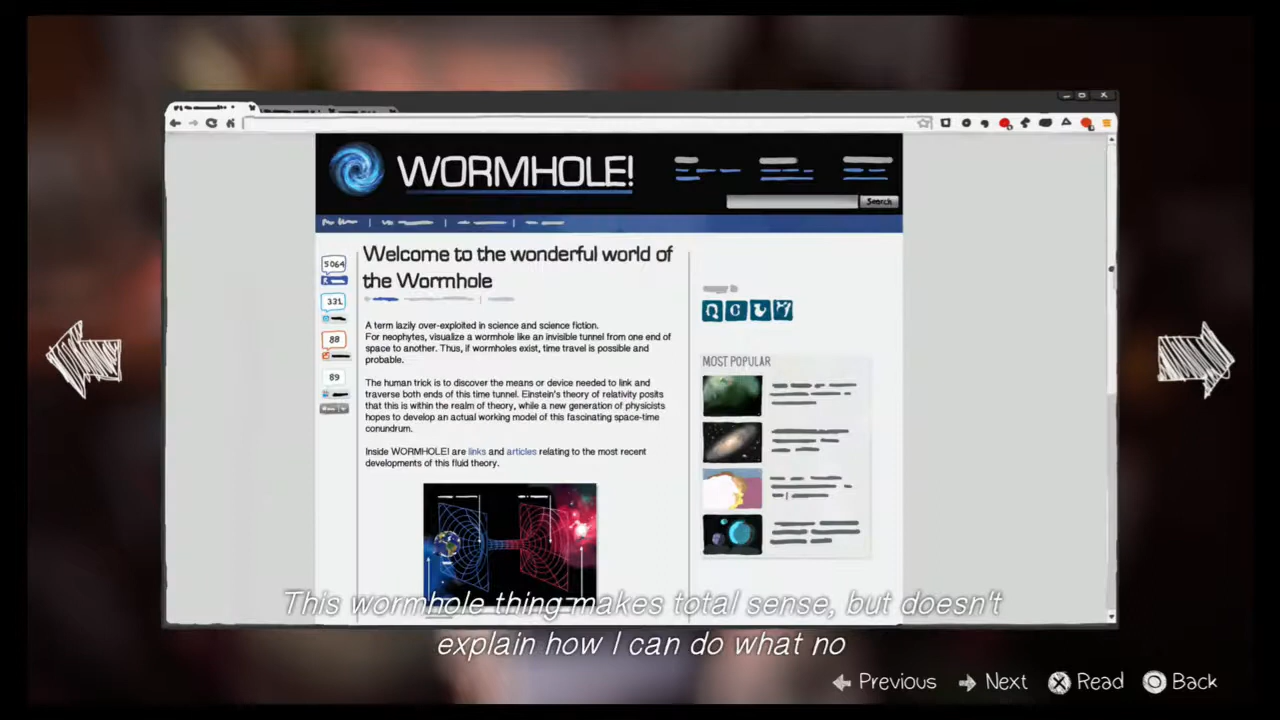 WORMHOLE!
Search
Welcome to the wonderful world of
the Wormhole
5064
331
88
89
A term lazily over-exploited in science and science fiction.
For neophytes, visualize a wormhole like an invisible tunnel from one end of
space to another. Thus, if wormholes exist, time travel is possible and
probable.
The human trick is to discover the means or device needed to link and
traverse both ends of this time tunnel. Einstein's theory of relativity posits
that this is within the realm of theory, while a new generation of physicists
hopes to develop an actual working model of this fascinating space-time
conundrum.
Inside WORMHOLE! are links and articles relating to the most recent
developments of this fluid theory.
MOST POPULAR
This wormhole thing makes total sense, but doesn't
explain how I can do what no
Previous Next Read Back